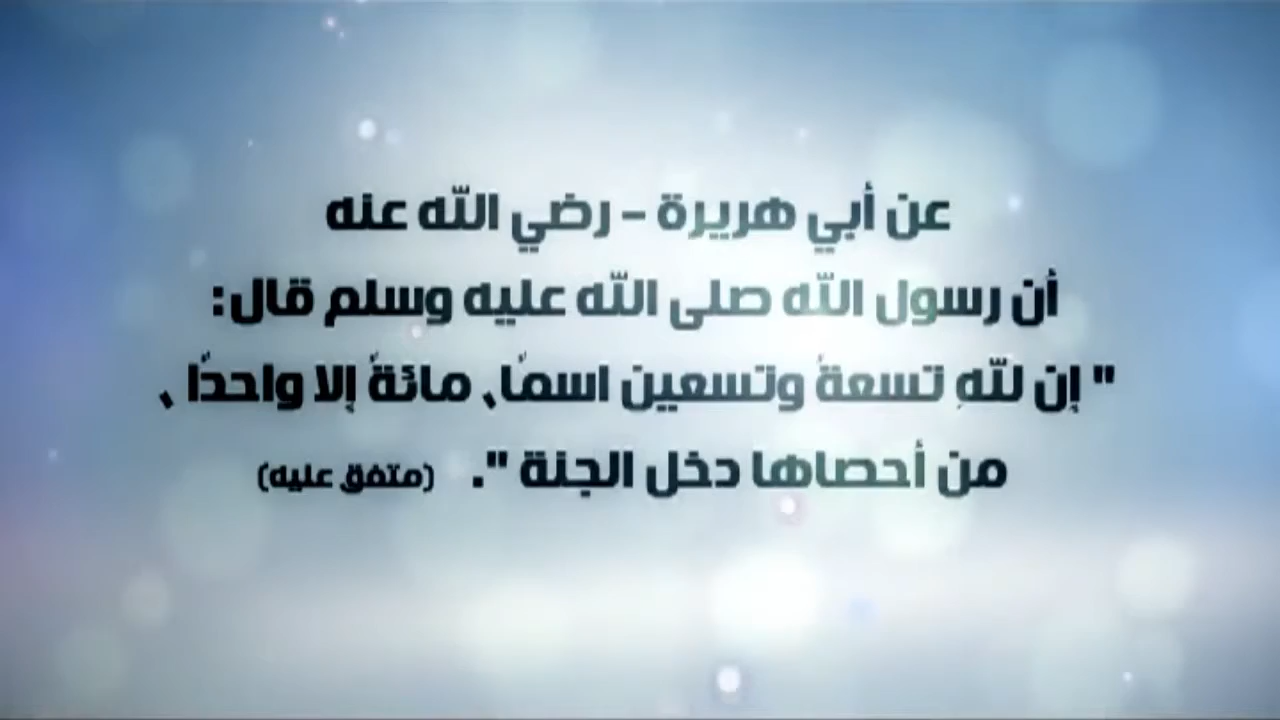 عن أبي هريرة - رضي الله عنه
أن رسول الله صلى الله عليه وسلم قال:
" إن للهِ تسعةً وتسعين اسمًا، مائةً إلا واحدًا ،
من أحصاها دخل الجنة ". (متفق عليه)